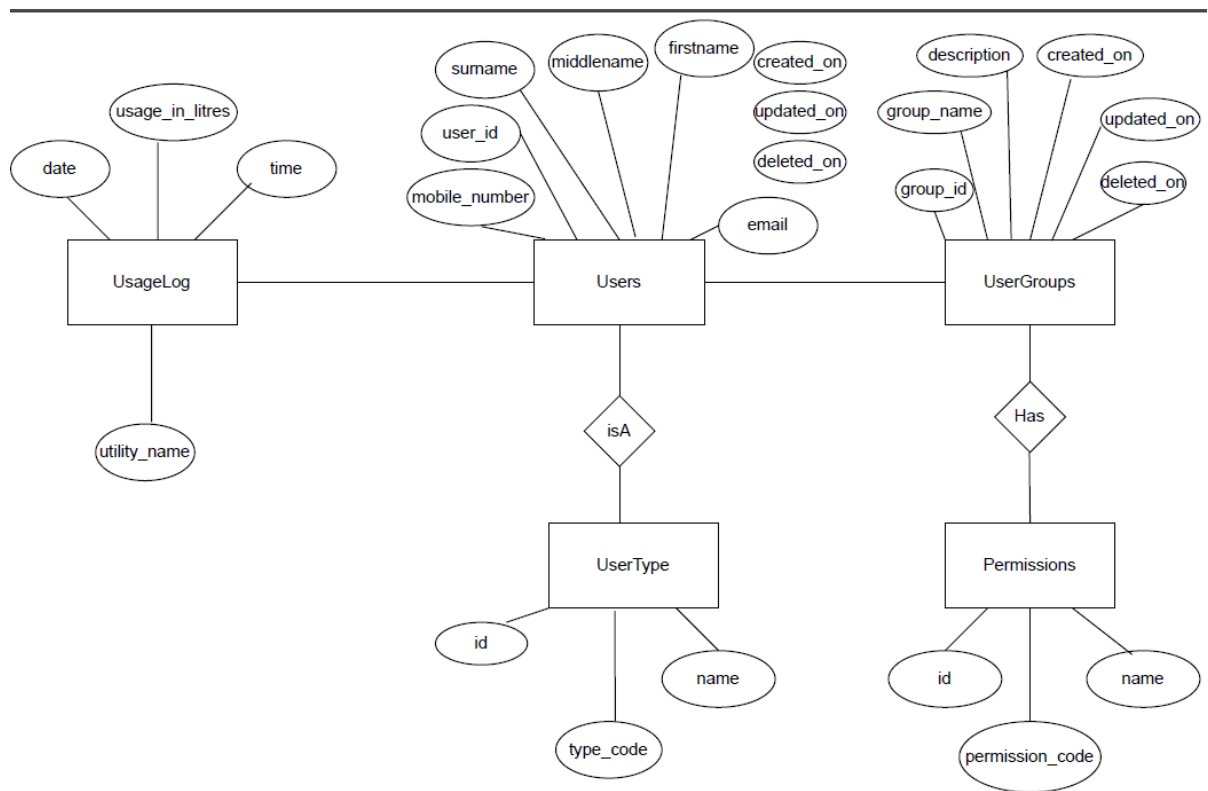 firstname
surname
middlename
created_on
description
created_on
usage_in_litres
group_name
updated_on
updated_on
user_id
date
time
deleted_on
mobile_number
group_id
deleted_on
email
UsageLog
Users
UserGroups
isA
Has
utility_name
UserType
Permissions
id
name
id
name
type_code
permission_code